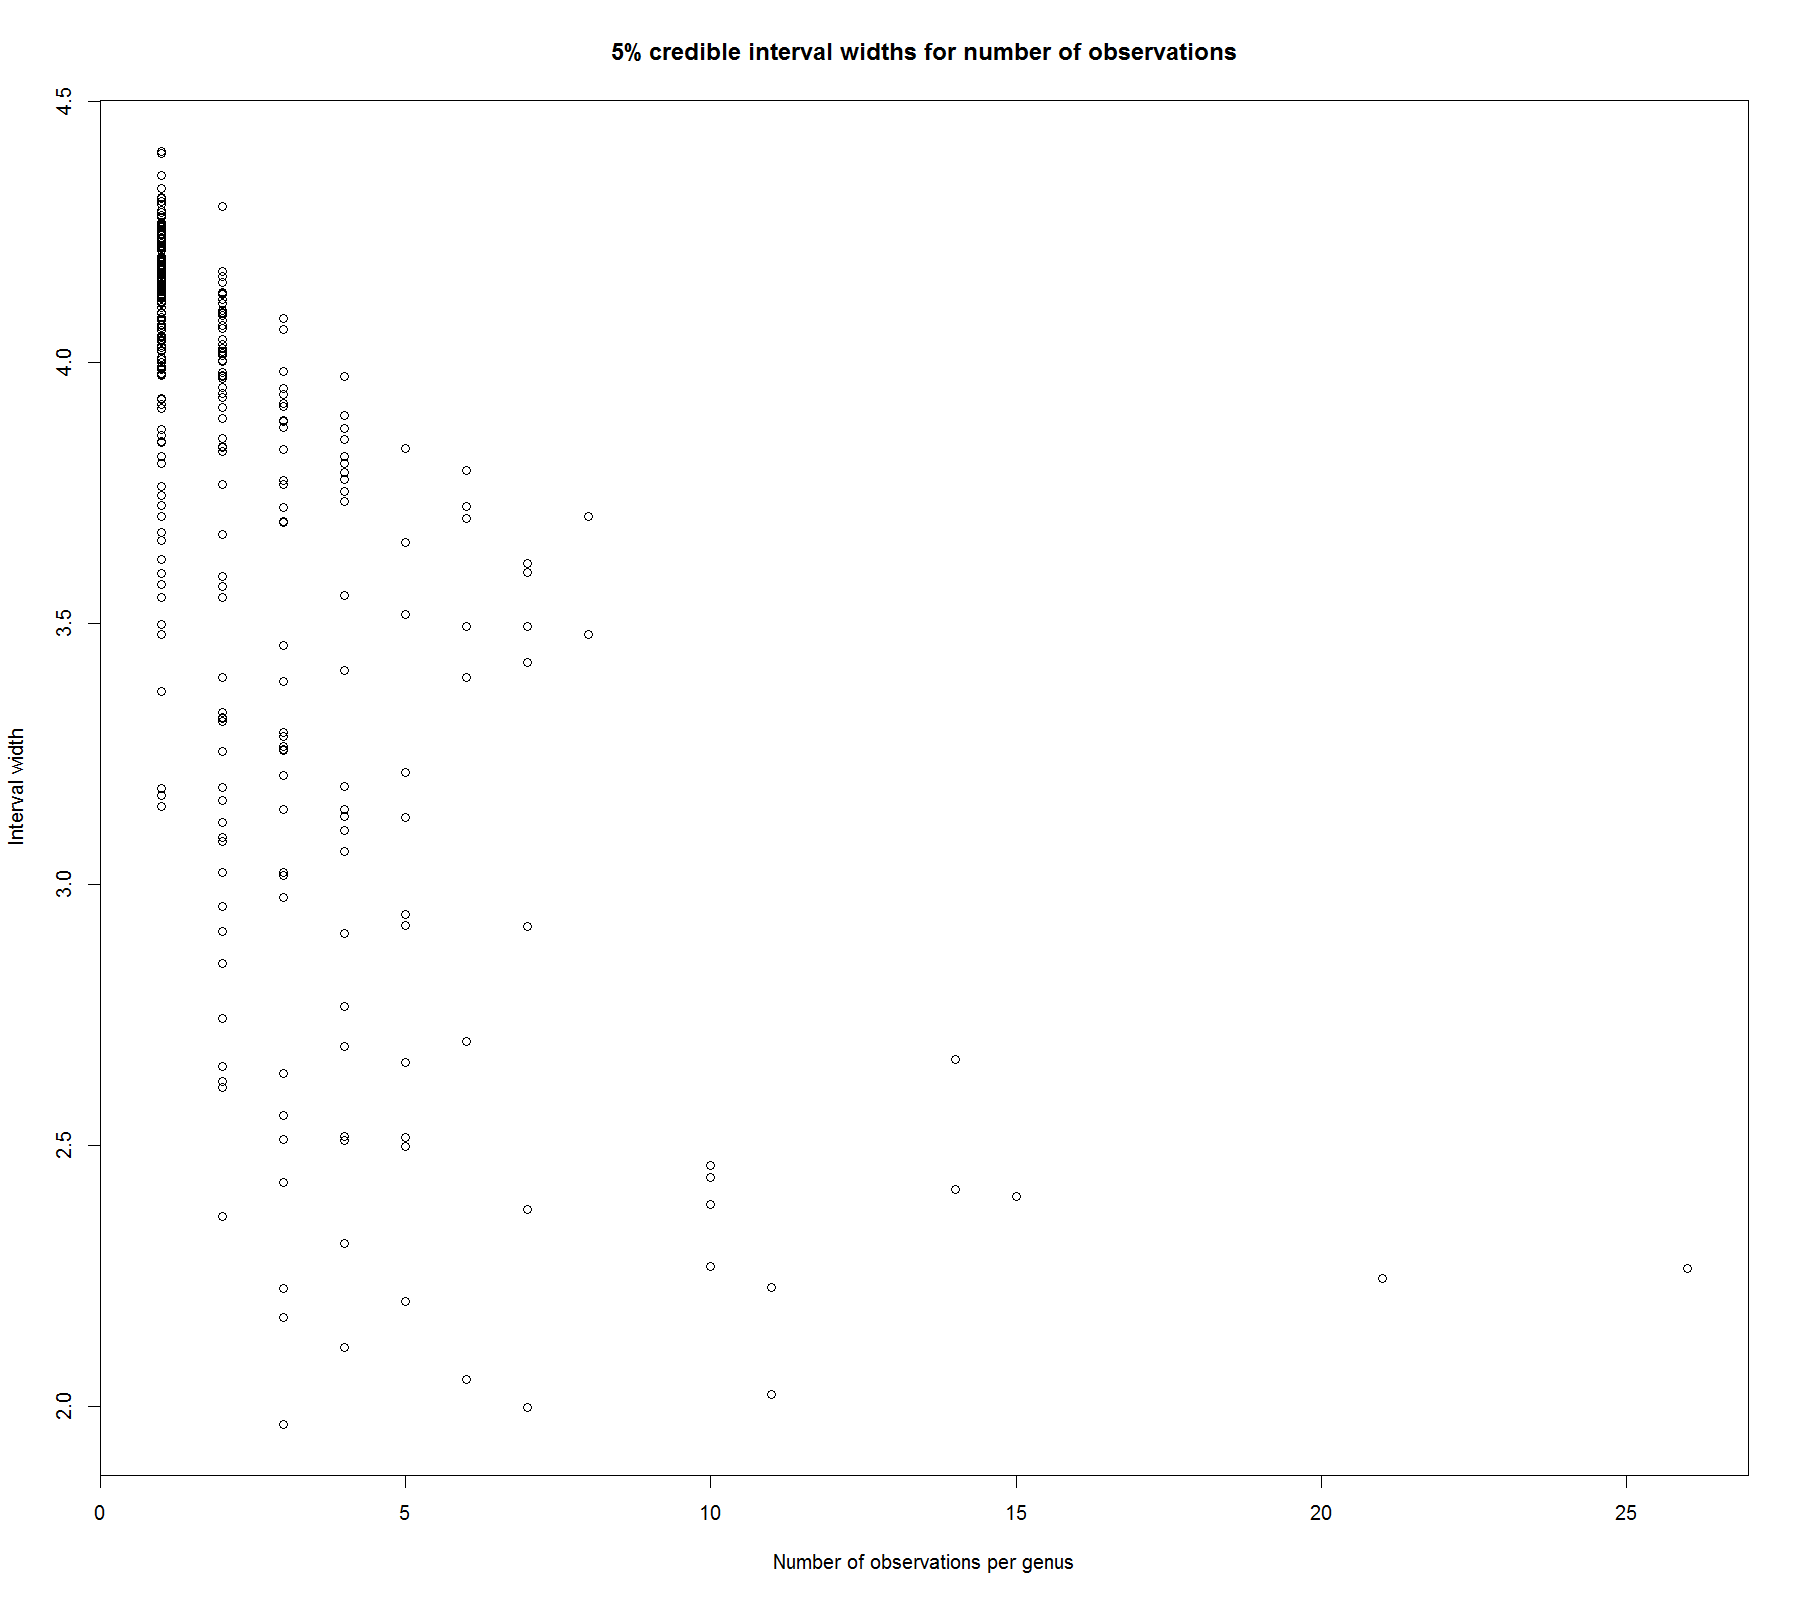 5% credible interval widths for number of observations
4.5
4.0
3.5
3.0
2.5
2.0
Interval width
0 5 10 15 20 25
Number of observations per genus